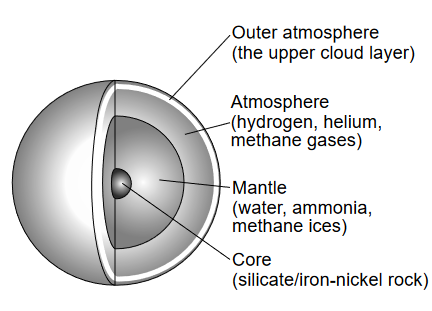 Outer atmosphere
(the upper cloud layer)
Atmosphere
(hydrogen, helium,
methane gases)
Mantle
(water, ammonia,
methane ices)
Core
(silicate/iron-nickel rock)